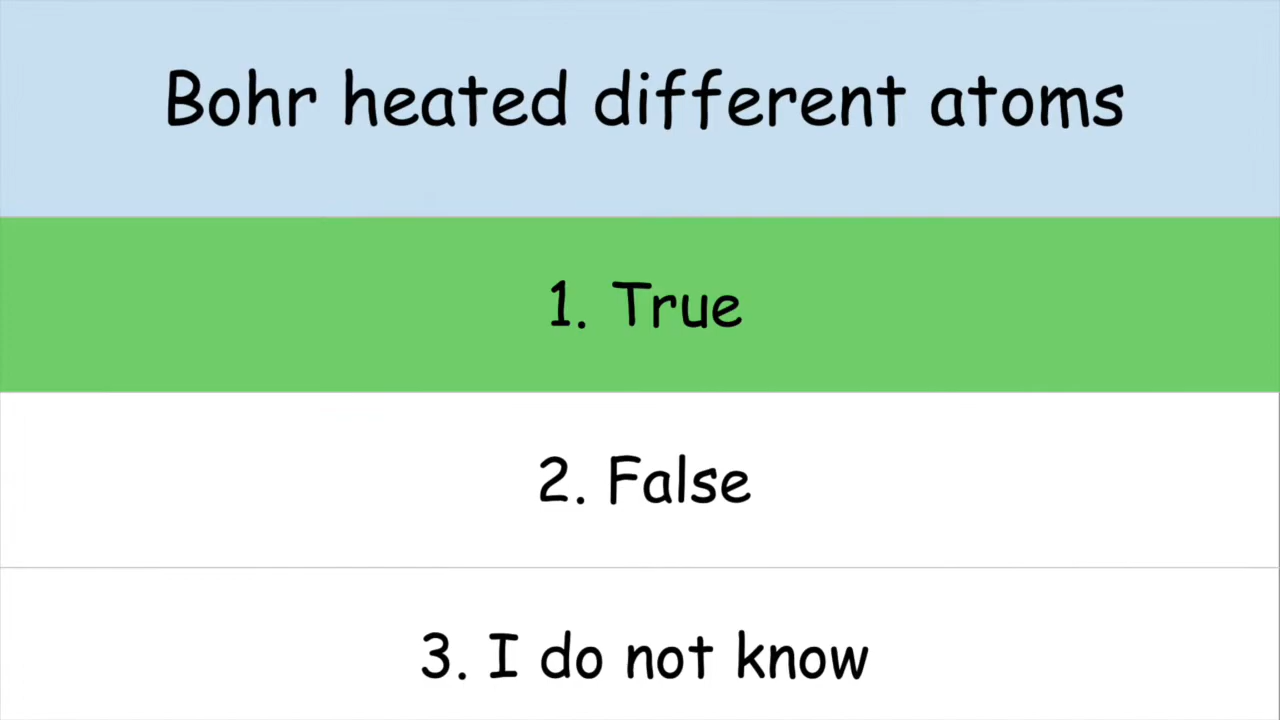 Bohr heated different atoms
1. True
2. False
3. I do not know